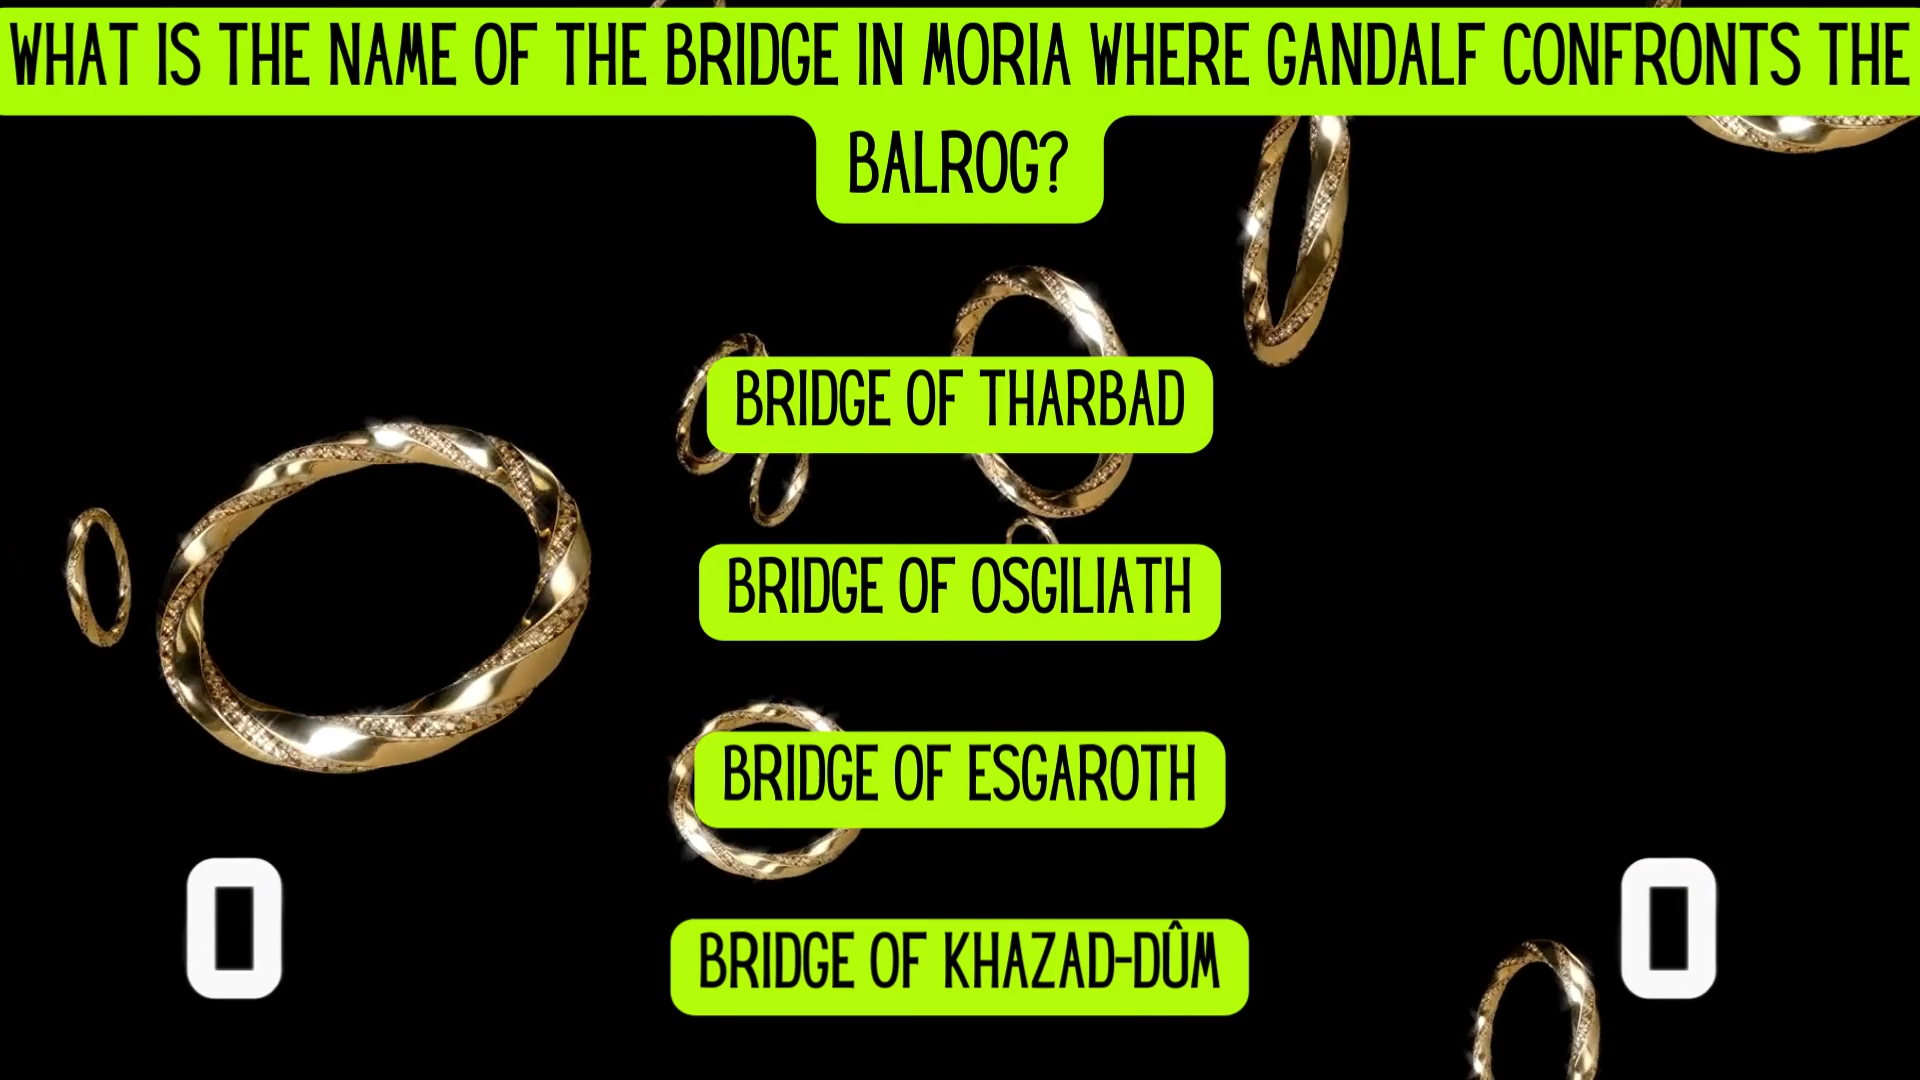 WHAT IS THE NAME OF THE BRIDGE IN MORIA WHERE GANDALF CONFRONTS THE
BALROG?
BRIDGE OF THARBAD
BRIDGE OF OSGILIATH
BRIDGE OF ESGAROTH
BRIDGE OF KHAZAD-DÛM
0 0